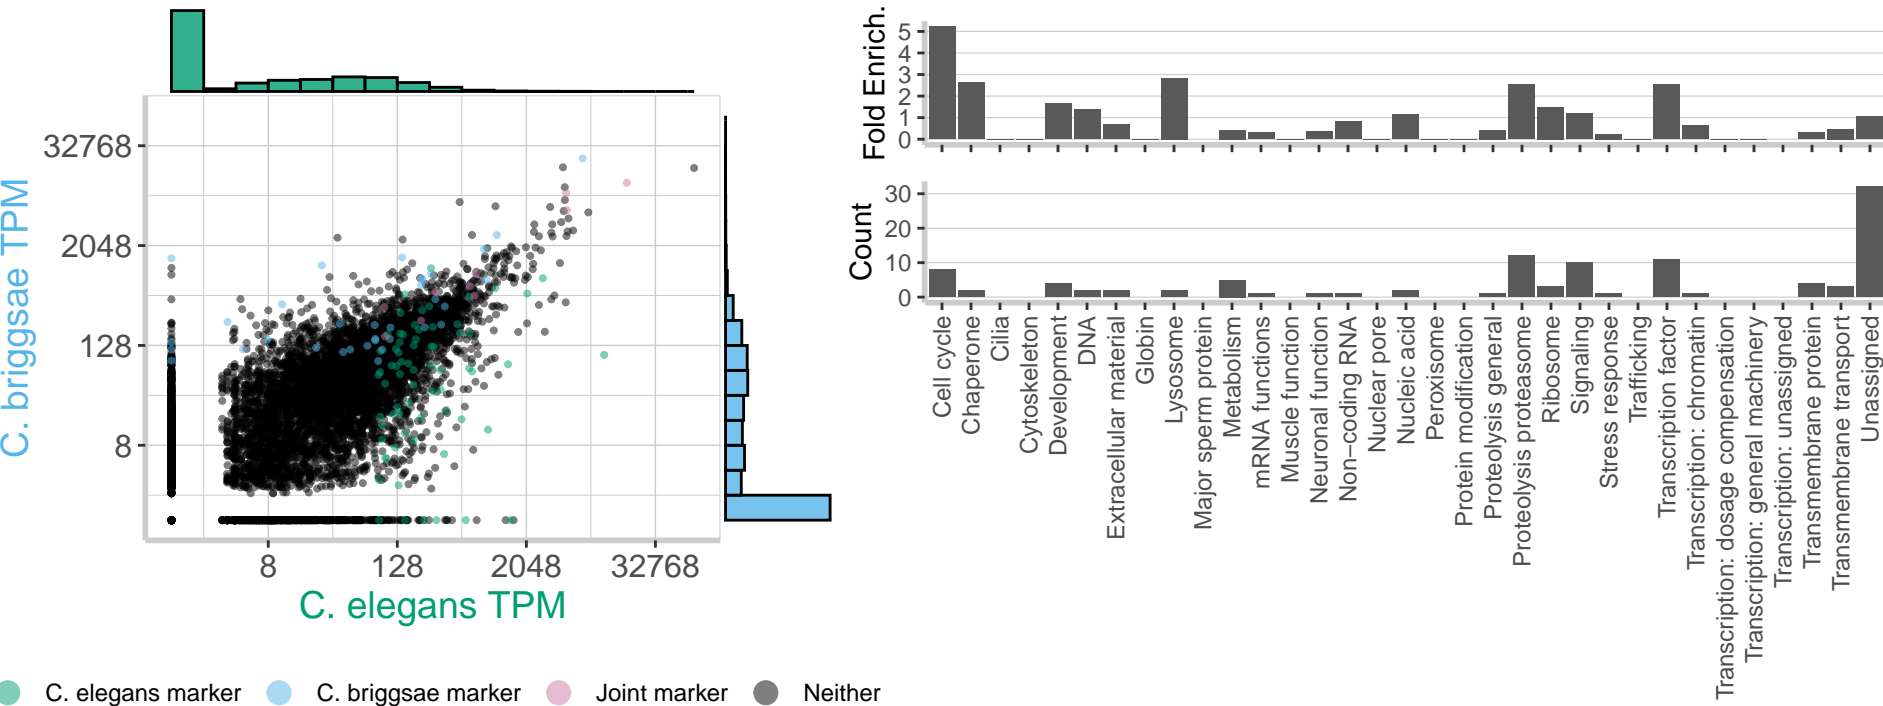 C. briggsae TPM
32768
2048
128
8
8
128
2048
32768
C. elegans TPM
C. elegans marker
C. briggsae marker
Joint marker
Neither
Fold Enrich.
5
4
3
2
1
0
Count
30
20
10
0
Cell cycle
Chaperone
Cilia
Cytoskeleton
Development
DNA
Extracellular material
Globin
Lysosome
Major sperm protein
Metabolism
mRNA functions
Muscle function
Neuronal function
Non−coding RNA
Nuclear pore
Nucleic acid
Peroxisome
Protein modification
Proteolysis general
Proteolysis proteasome
Ribosome
Signaling
Stress response
Trafficking
Transcription factor
Transcription: chromatin
Transcription: dosage compensation
Transcription: general machinery
Transcription: unassigned
Transmembrane protein
Transmembrane transport
Unassigned